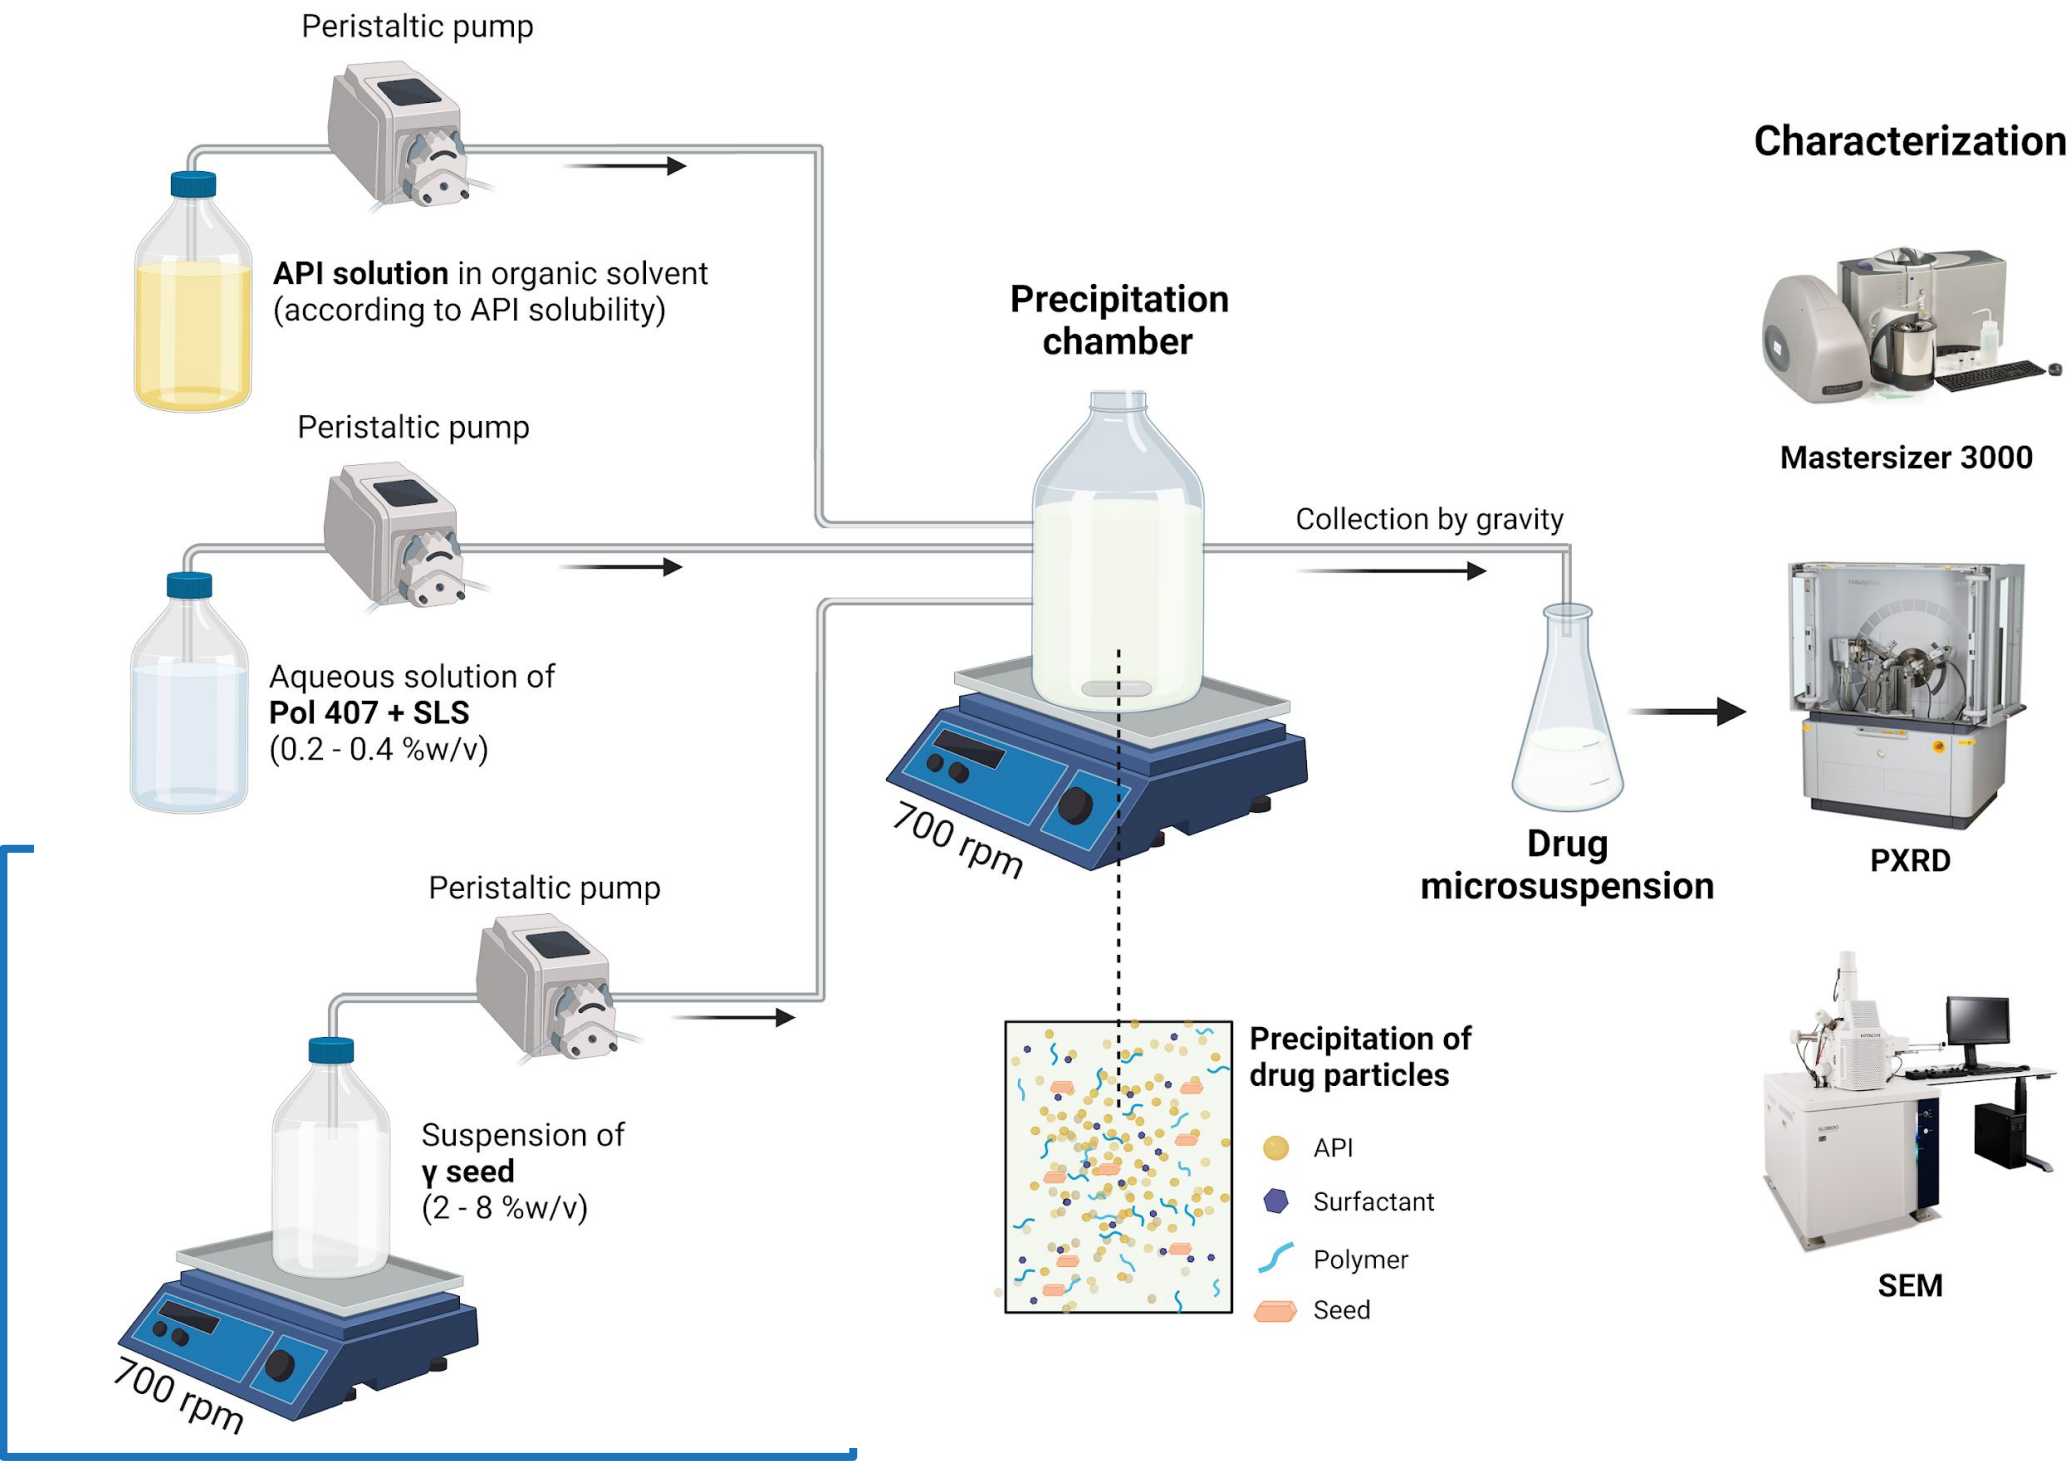 Peristaltic pump
Characterization
API solution in organic solvent
(according to API solubility)
Precipitation
chamber
Peristaltic pump
Mastersizer 3000
Collection by gravity
Aqueous solution of
Pol 407 + SLS
(0.2 - 0.4 %w/v)
700 rpm
Drug
microsuspension
PXRD
Peristaltic pump
Precipitation of
drug particles
HITACHI
Suspension of
γ seed
(2 - 8 %w/v)
API
Surfactant
Polymer
Seed
SEM
700 rpm